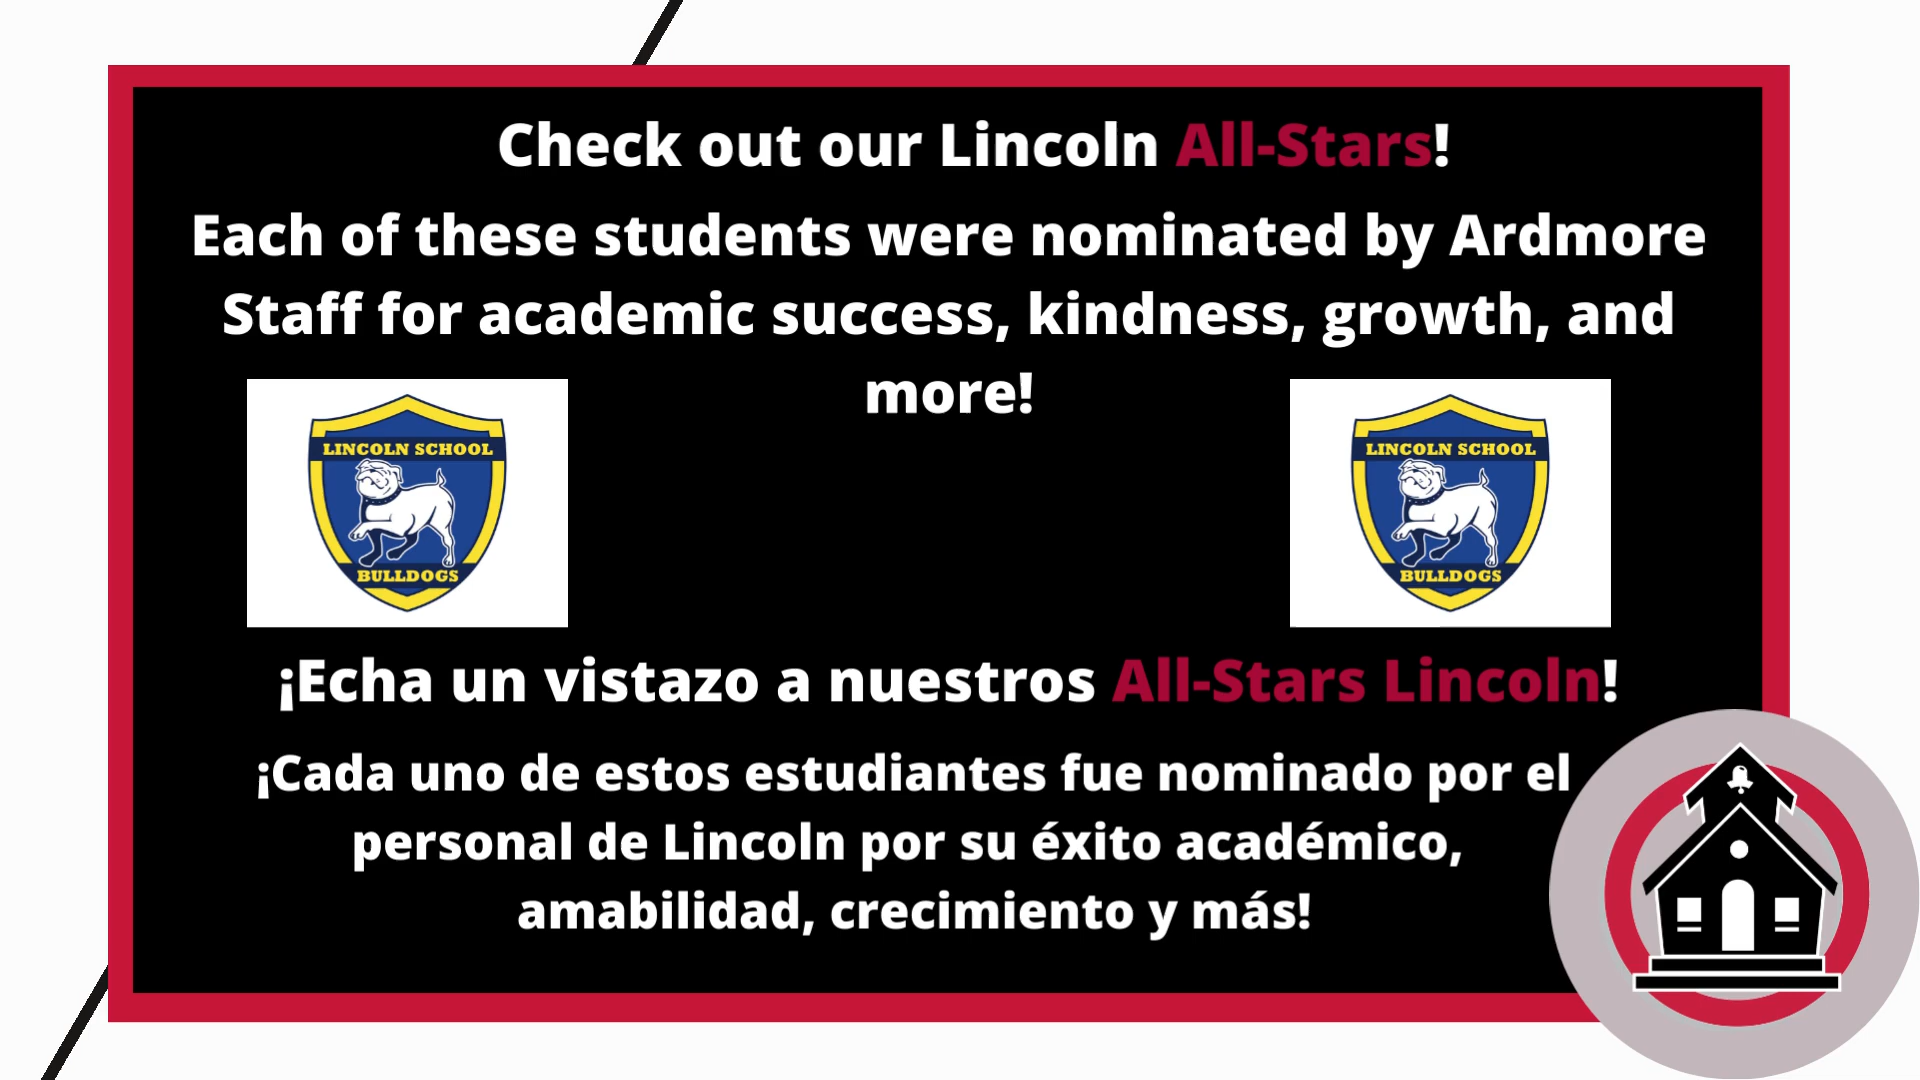 Check out our Lincoln All-Stars!
Each of these students were nominated by Ardmore
Staff for academic success, kindness, growth, and
more!
LINCOLN SCHOOL
BULLDOGS
LINCOLN SCHOOL
BULLDOGS
¡Echa un vistazo a nuestros All-Stars Lincoln!
¡Cada uno de estos estudiantes fue nominado por el
personal de Lincoln por su éxito académico,
amabilidad, crecimiento y más!